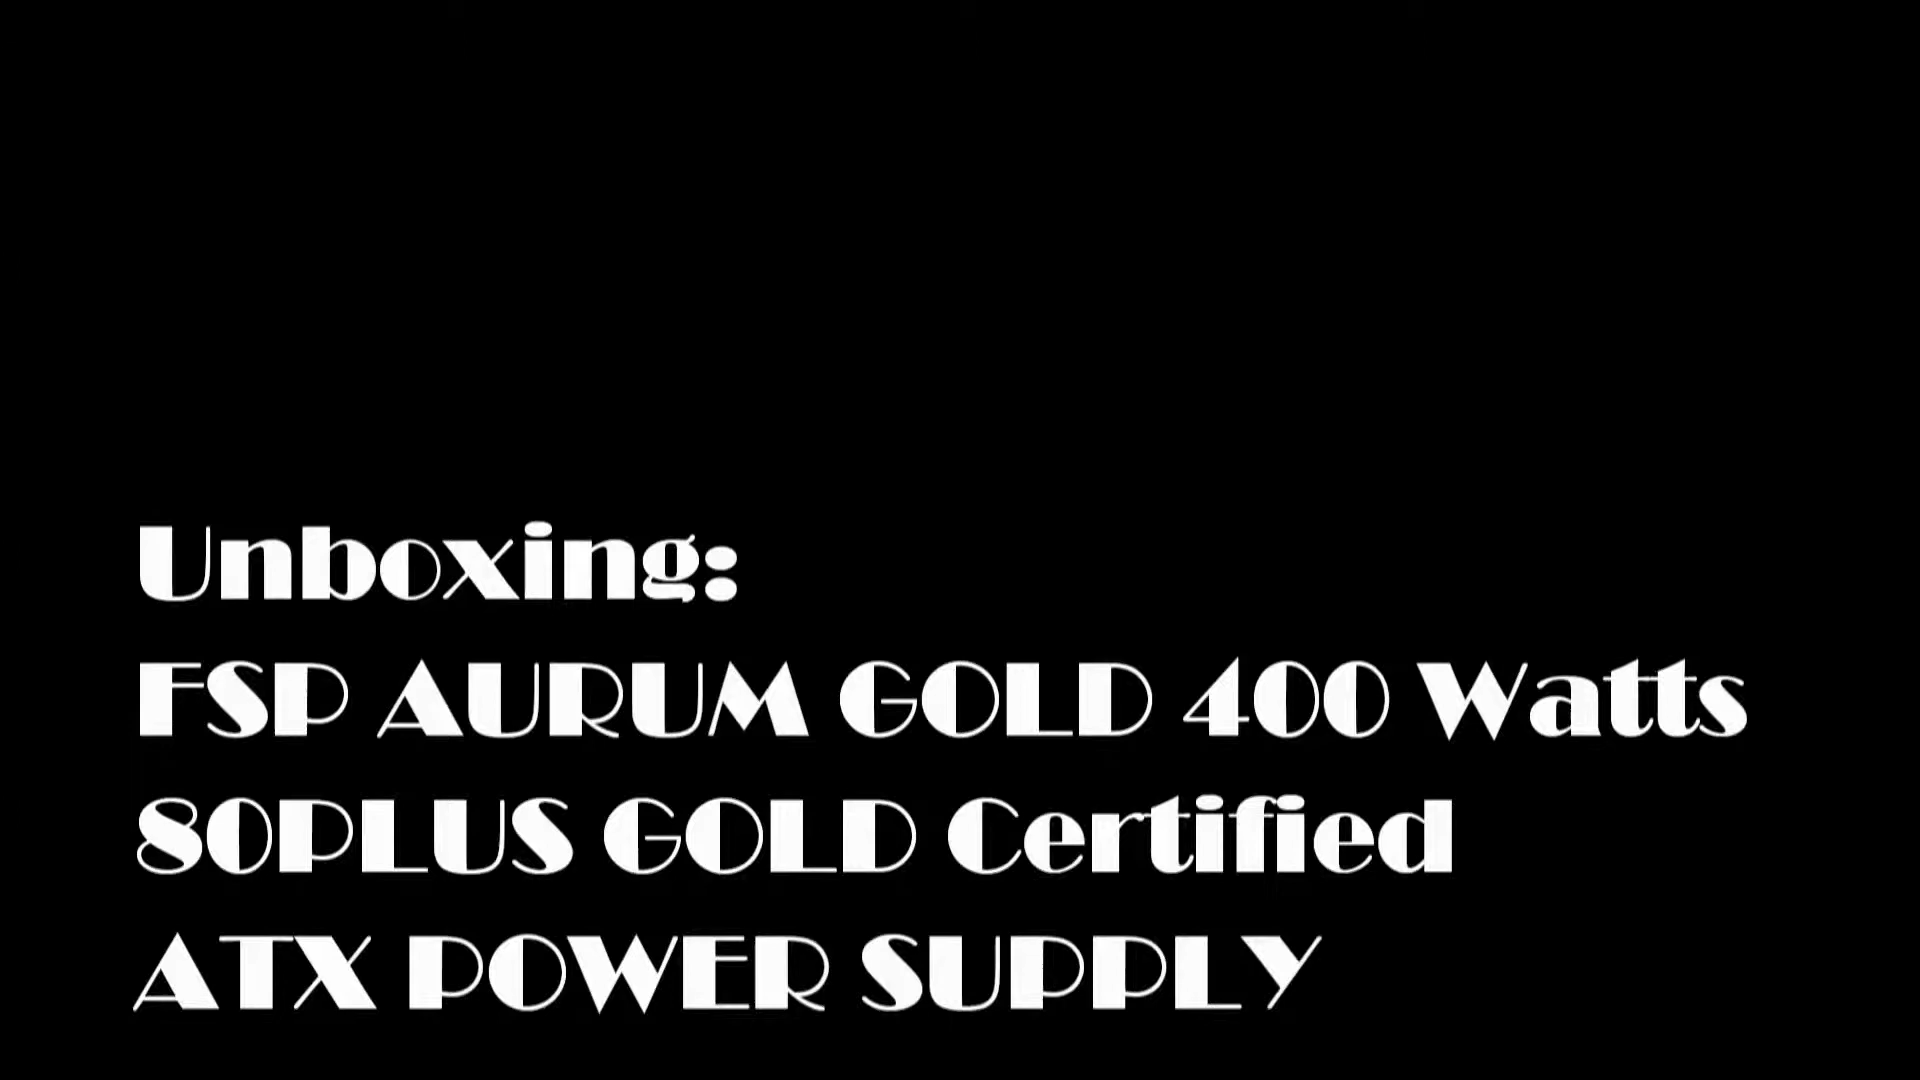 Unboxing:
FSP AURUM GOLD 400 Watts
80PLUS GOLD Certified
ATX POWER SUPPLY